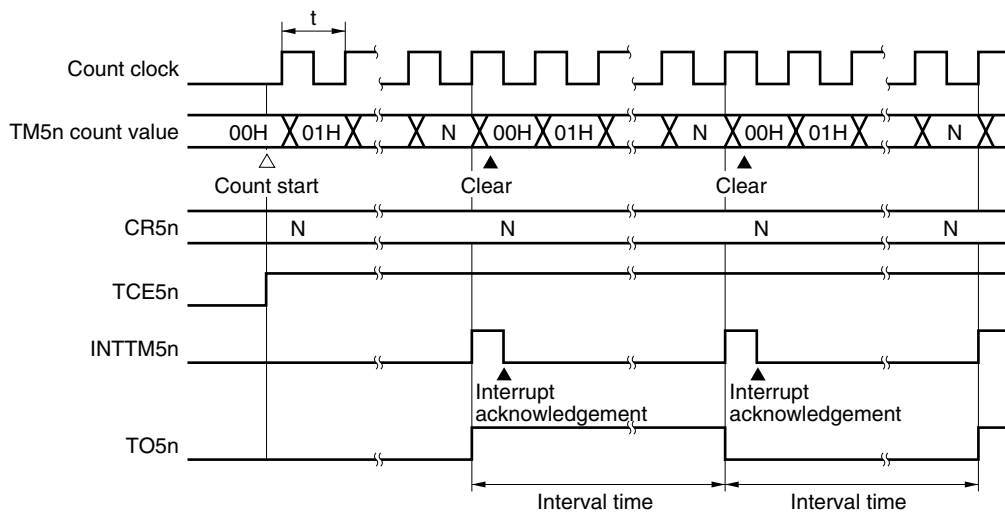 t
Count clock
TM5n count value 00H 01H N 00H 01H N 00H 01H N
Count start Clear Clear
CR5n N N N N
TCE5n
INTTM5n
Interrupt acknowledgement Interrupt acknowledgement
TO5n
Interval time Interval time